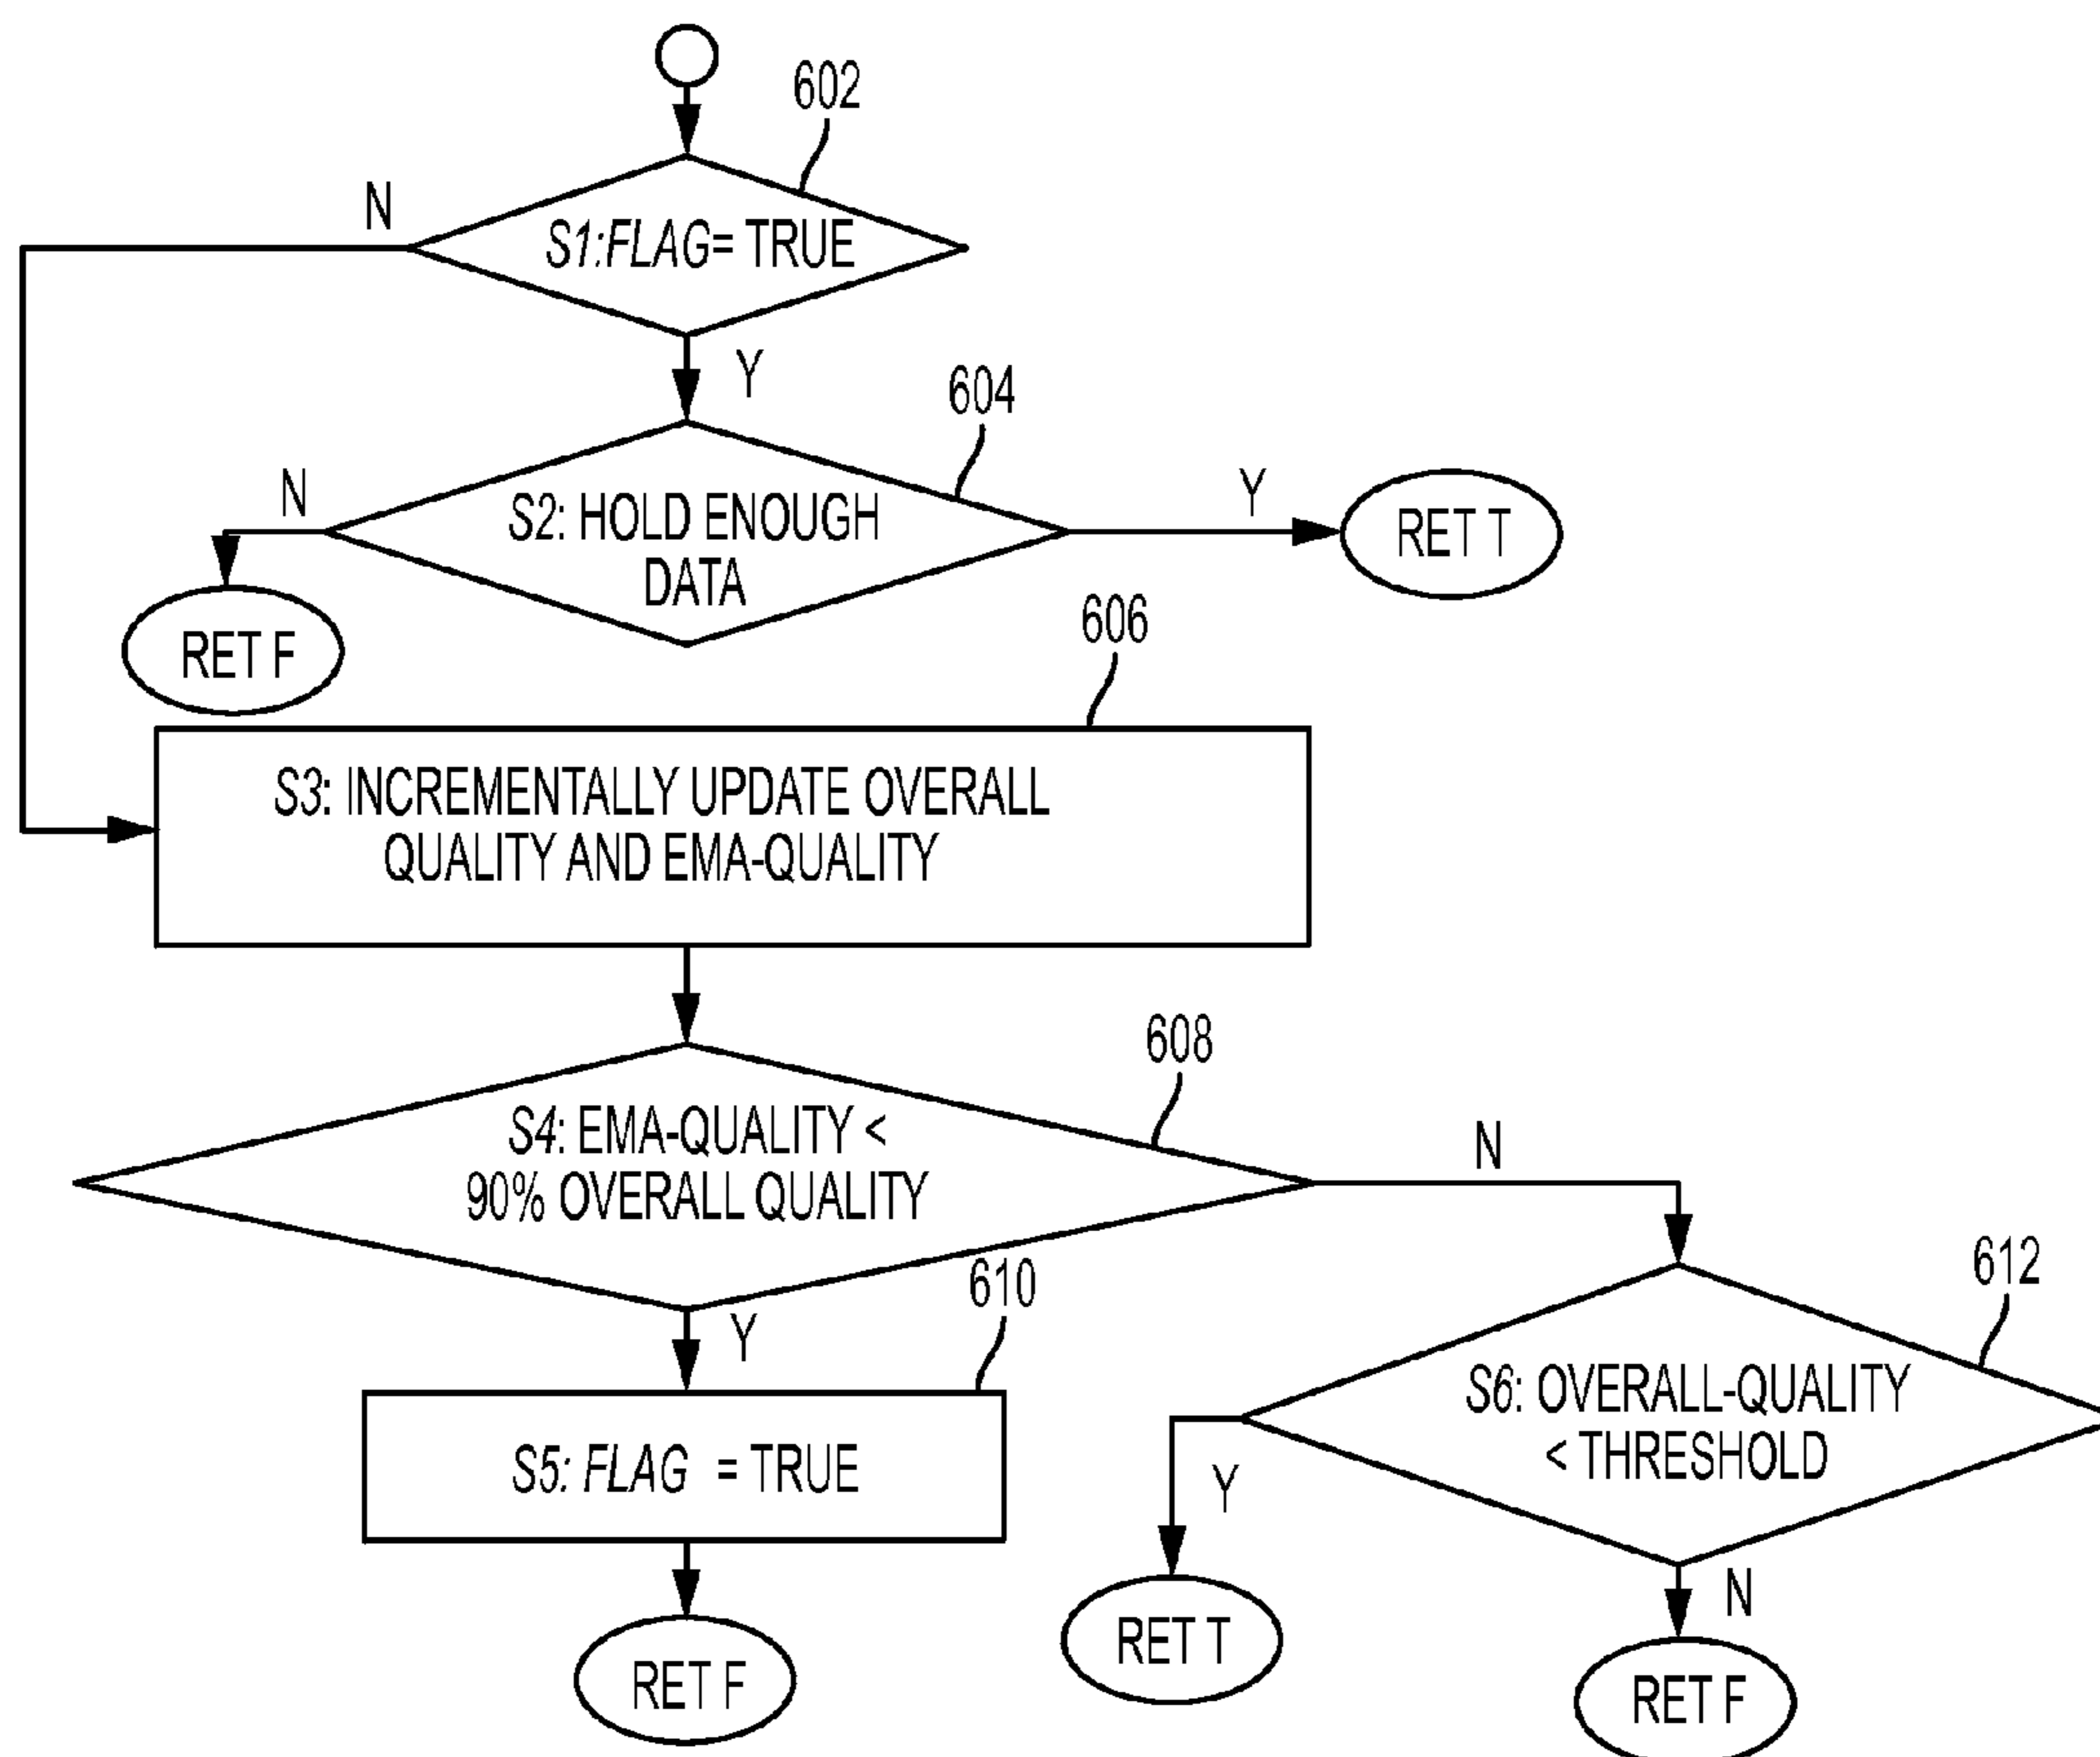 602
N
S1:FLAG= TRUE
Y
604
N
S2: HOLD ENOUGH
DATA
Y
RET T
RET F
606
S3: INCREMENTALLY UPDATE OVERALL
QUALITY AND EMA-QUALITY
608
S4: EMA-QUALITY <
90% OVERALL QUALITY
N
Y
610
612
S5: FLAG = TRUE
S6: OVERALL-QUALITY
< THRESHOLD
Y
N
RET F
RET T
RET F